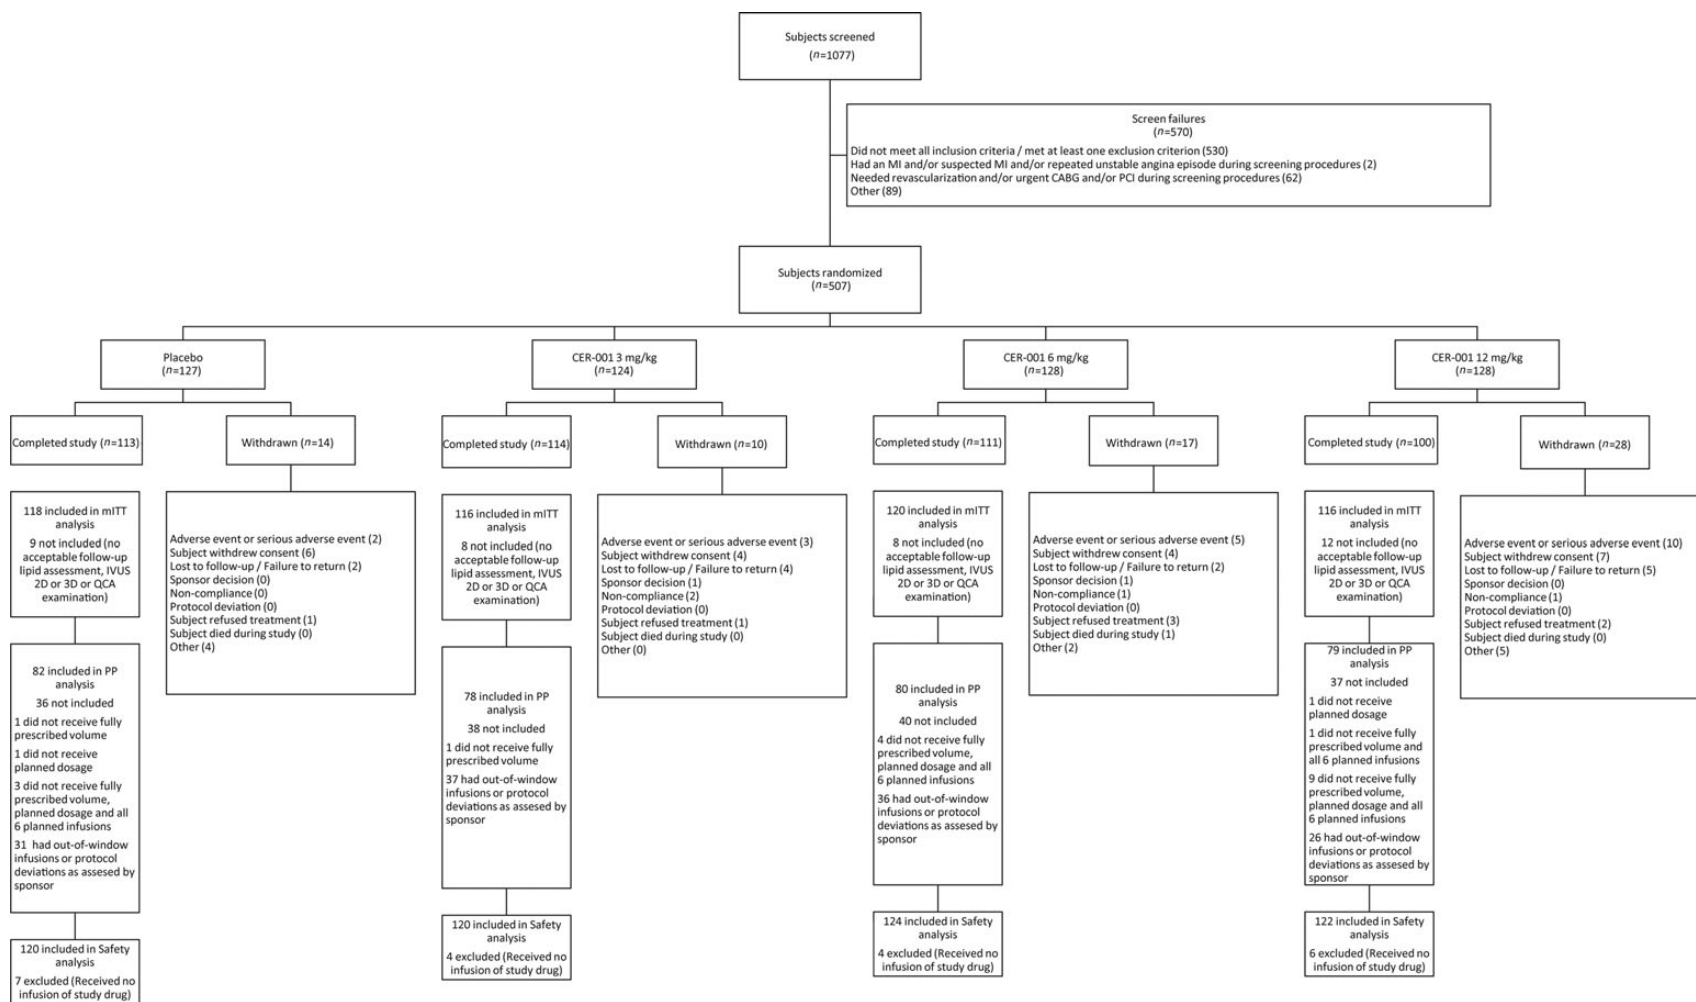 Subjects screened
(n=1077)
Screen failures
(n=570)
Did not meet all inclusion criteria / met at least one exclusion criterion (530)
Had an MI and/or suspected MI and/or repeated unstable angina episode during screening procedures (2)
Needed revascularization and/or urgent CABG and/or PCI during screening procedures (62)
Other (89)
Subjects randomized
(n=507)
Placebo
(n=127)
Completed study (n=113)
Withdrawn (n=14)
118 included in mITT
analysis
9 not included (no
acceptable follow-up
lipid assessment, IVUS
2D or 3D or QCA
examination)
Adverse event or serious adverse event (2)
Subject withdrew consent (6)
Lost to follow-up / Failure to return (2)
Sponsor decision (0)
Non-compliance (0)
Protocol deviation (0)
Subject refused treatment (1)
Subject died during study (0)
Other (4)
82 included in PP
analysis
36 not included
1 did not receive fully
prescribed volume
1 did not receive
planned dosage
3 did not receive fully
prescribed volume,
planned dosage and all
6 planned infusions
31 had out-of-window
infusions or protocol
deviations as assesed by
sponsor
120 included in Safety
analysis
7 excluded (Received no
infusion of study drug)
CER-001 3 mg/kg
(n=124)
Completed study (n=114)
Withdrawn (n=10)
116 included in mITT
analysis
8 not included (no
acceptable follow-up
lipid assessment, IVUS
2D or 3D or QCA
examination)
Adverse event or serious adverse event (3)
Subject withdrew consent (4)
Lost to follow-up / Failure to return (4)
Sponsor decision (1)
Non-compliance (2)
Protocol deviation (0)
Subject refused treatment (1)
Subject died during study (0)
Other (0)
78 included in PP
analysis
38 not included
1 did not receive fully
prescribed volume
37 had out-of-window
infusions or protocol
deviations as assesed by
sponsor
120 included in Safety
analysis
4 excluded (Received no
infusion of study drug)
CER-001 6 mg/kg
(n=128)
Completed study (n=111)
Withdrawn (n=17)
120 included in mITT
analysis
8 not included (no
acceptable follow-up
lipid assessment, IVUS
2D or 3D or QCA
examination)
Adverse event or serious adverse event (5)
Subject withdrew consent (4)
Lost to follow-up / Failure to return (2)
Sponsor decision (1)
Non-compliance (1)
Protocol deviation (0)
Subject refused treatment (3)
Subject died during study (1)
Other (2)
80 included in PP
analysis
40 not included
4 did not receive fully
prescribed volume,
planned dosage and all
6 planned infusions
36 had out-of-window
infusions or protocol
deviations as assesed by
sponsor
124 included in Safety
analysis
4 excluded (Received no
infusion of study drug)
CER-001 12 mg/kg
(n=128)
Completed study (n=100)
Withdrawn (n=28)
116 included in mITT
analysis
12 not included (no
acceptable follow-up
lipid assessment, IVUS
2D or 3D or QCA
examination)
Adverse event or serious adverse event (10)
Subject withdrew consent (7)
Lost to follow-up / Failure to return (5)
Sponsor decision (0)
Non-compliance (1)
Protocol deviation (0)
Subject refused treatment (2)
Subject died during study (0)
Other (5)
79 included in PP
analysis
37 not included
1 did not receive
planned dosage
1 did not receive fully
prescribed volume and
all 6 planned infusions
9 did not receive fully
prescribed volume,
planned dosage and all
6 planned infusions
26 had out-of-window
infusions or protocol
deviations as assesed by
sponsor
122 included in Safety
analysis
6 excluded (Received no
infusion of study drug)